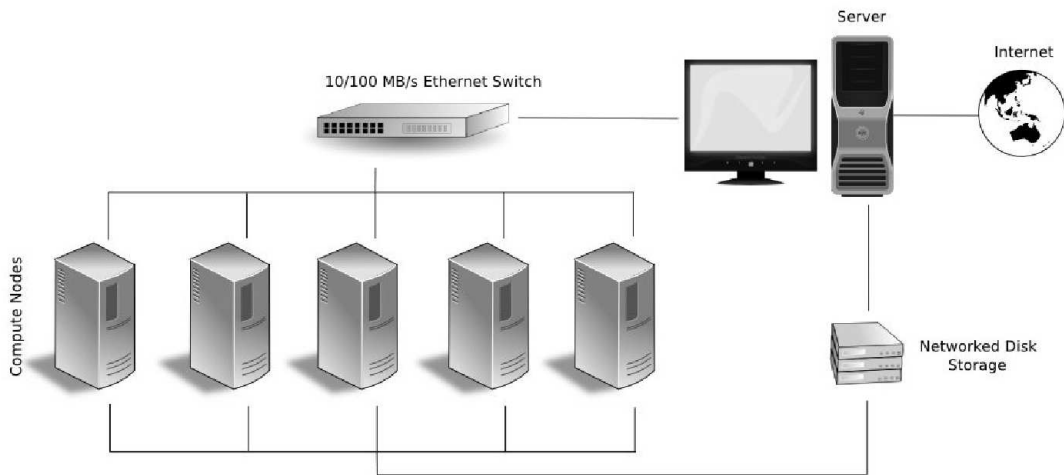 Server
Internet
10/100 MB/s Ethernet Switch
Compute Nodes
Networked Disk
Storage